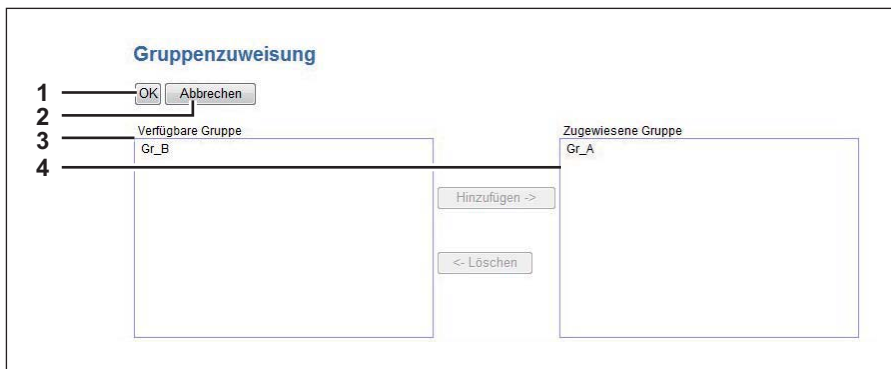 Gruppenzuweisung
1 OK Abbrechen
2
3 Verfügbare Gruppe Zugewiesene Gruppe
Gr_B Gr_A
4
Hinzufügen ->
<- Löschen